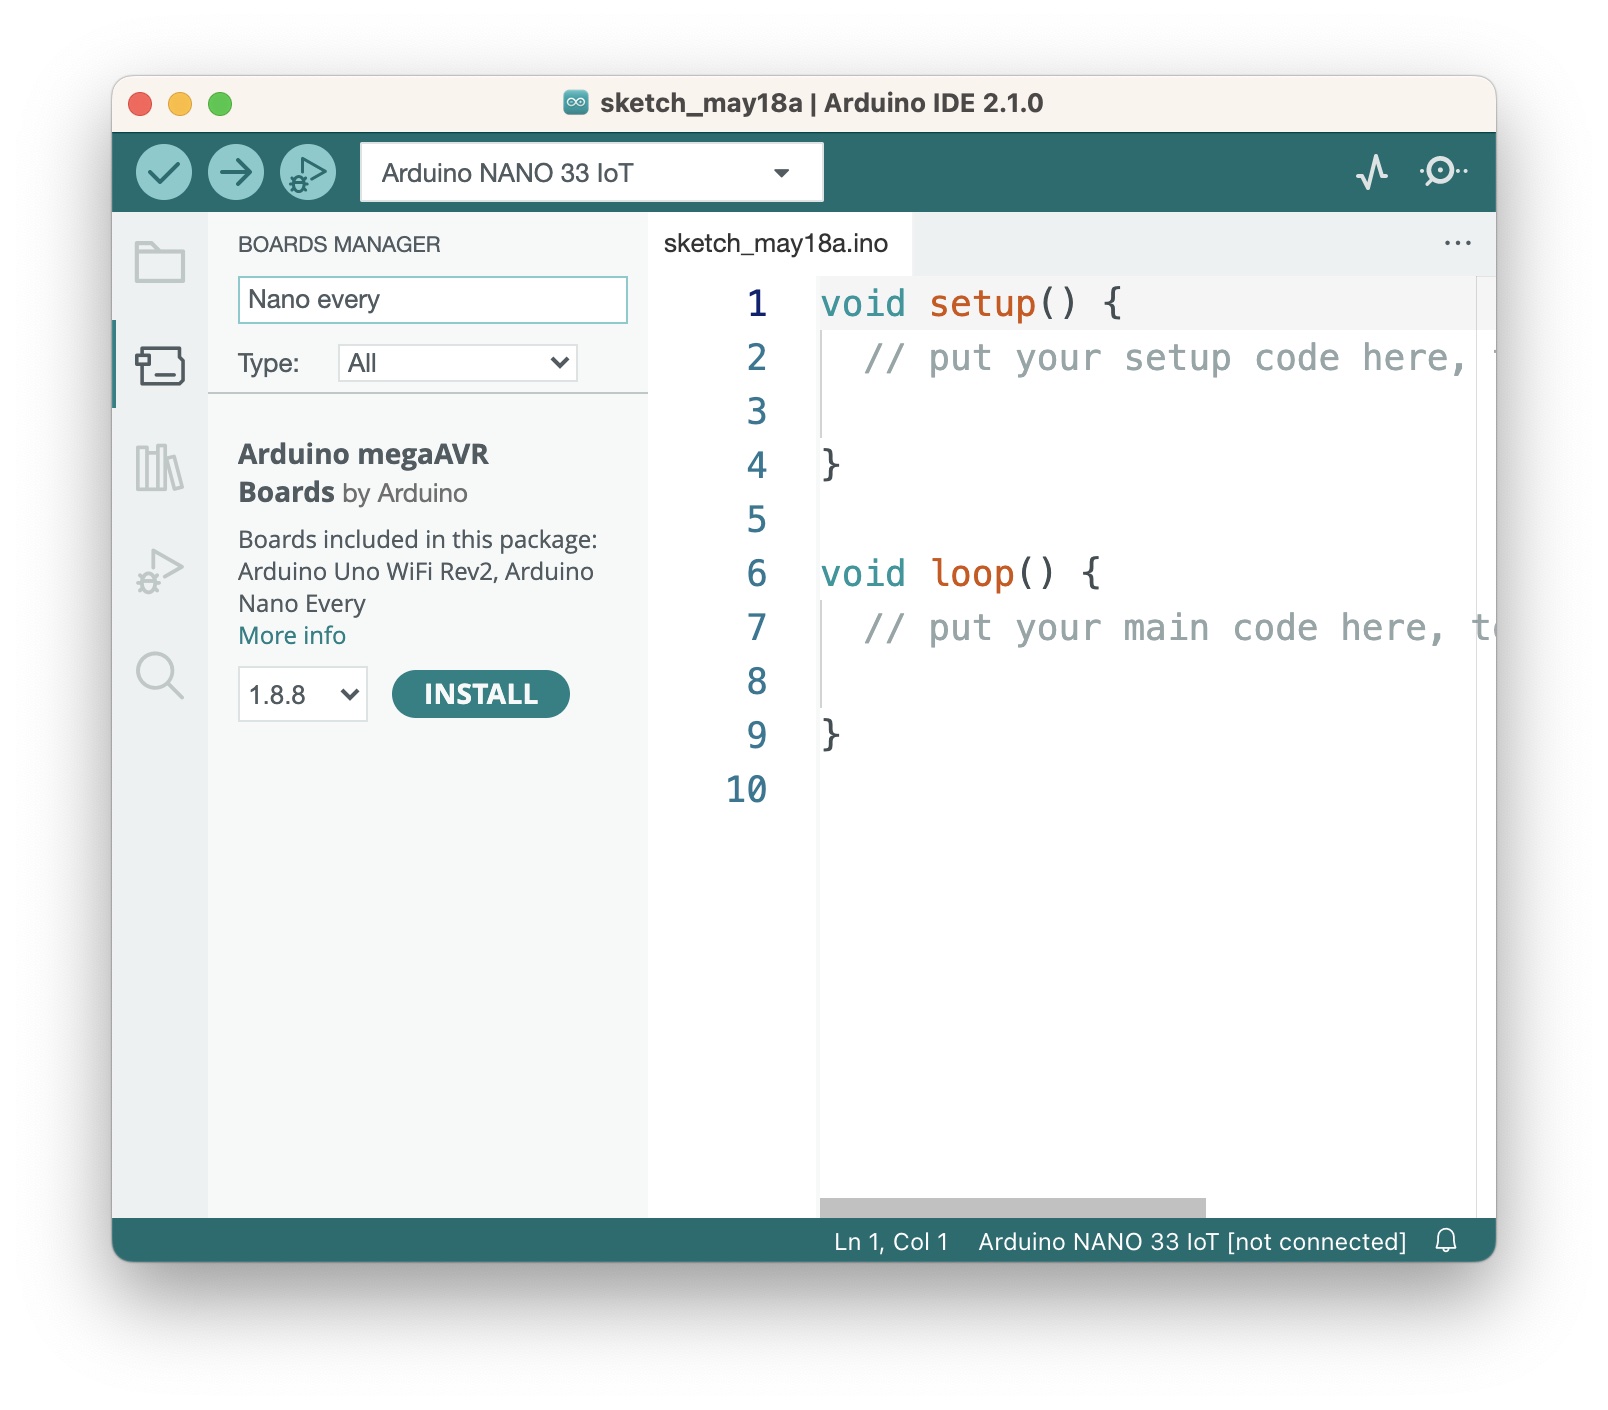 sketch_may18a | Arduino IDE 2.1.0
Arduino NANO 33 IoT
BOARDS MANAGER
Nano every
Type: All
Arduino megaAVR
Boards by Arduino
Boards included in this package:
Arduino Uno WiFi Rev2, Arduino
Nano Every
More info
1.8.8 INSTALL
sketch_may18a.ino
1 void setup() {
2 // put your setup code here,
3
4 }
5
6 void loop() {
7 // put your main code here,
8
9 }
10
Ln 1, Col 1 Arduino NANO 33 IoT [not connected]